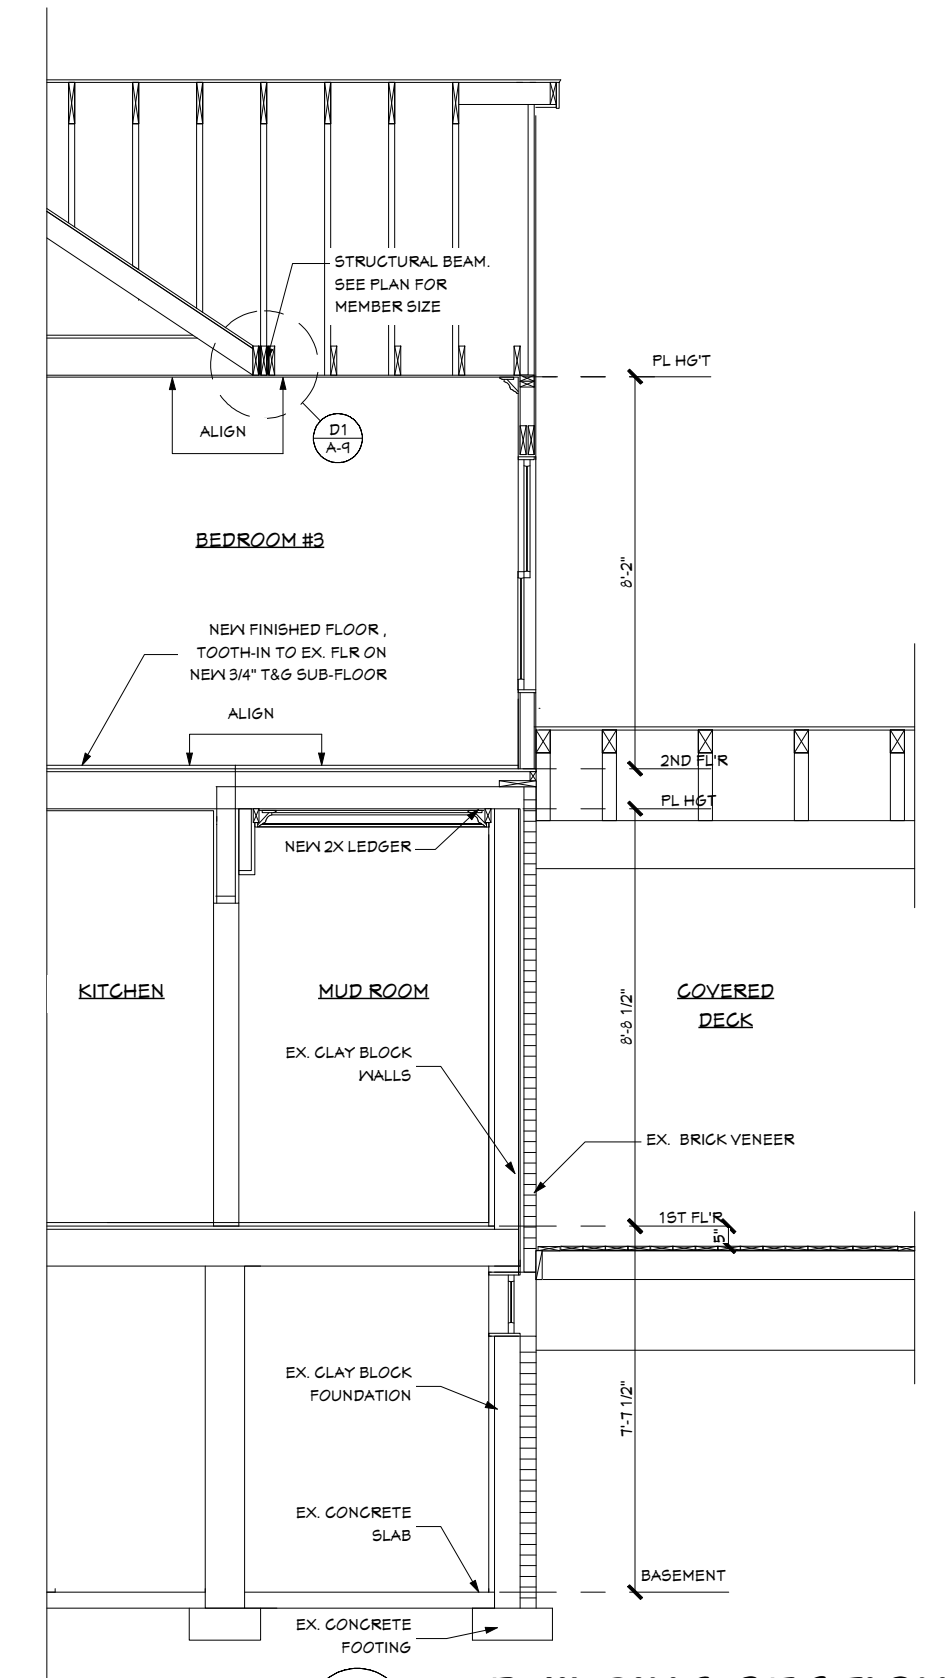 STRUCTURAL BEAM.
SEE PLAN FOR
MEMBER SIZE
PL HG'T
ALIGN
D1
A-9
BEDROOM #3
8'-2"
NEW FINISHED FLOOR ,
TOOTH-IN TO EX. FLR ON
NEW 3/4" T&G SUB-FLOOR
ALIGN
2ND FL'R
PL HGT
NEW 2X LEDGER
KITCHEN
MUD ROOM
COVERED
DECK
8'-8 1/2"
EX. CLAY BLOCK
WALLS
EX. BRICK VENEER
1ST FL'R
5"
EX. CLAY BLOCK
FOUNDATION
7'-7 1/2"
EX. CONCRETE
SLAB
BASEMENT
EX. CONCRETE
FOOTING